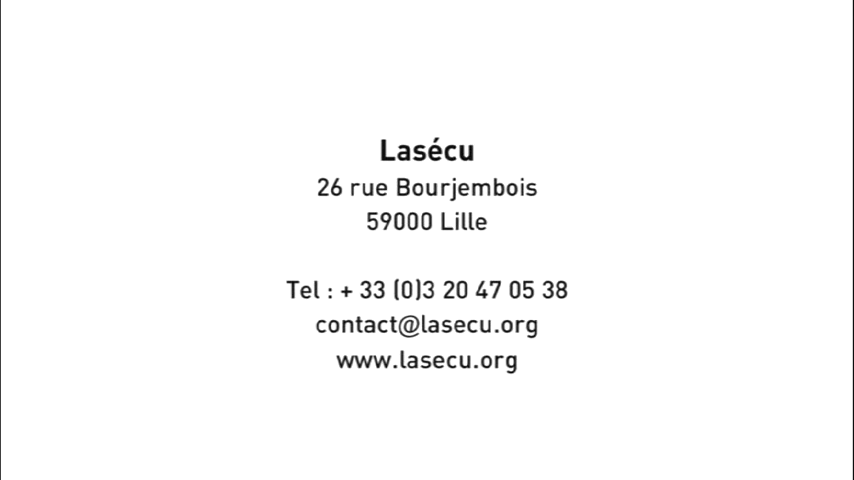 Lasécu
26 rue Bourjembois
59000 Lille
Tel : + 33 (0)3 20 47 05 38
contact@lasecu.org
www.lasecu.org